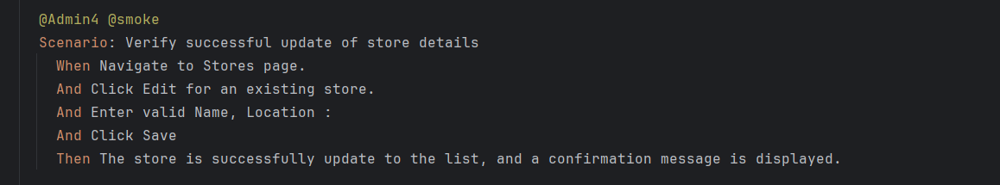 @Admin4 @smoke
Scenario: Verify successful update of store details
When Navigate to Stores page.
And Click Edit for an existing store.
And Enter valid Name, Location :
And Click Save
Then The store is successfully update to the list, and a confirmation message is displayed.